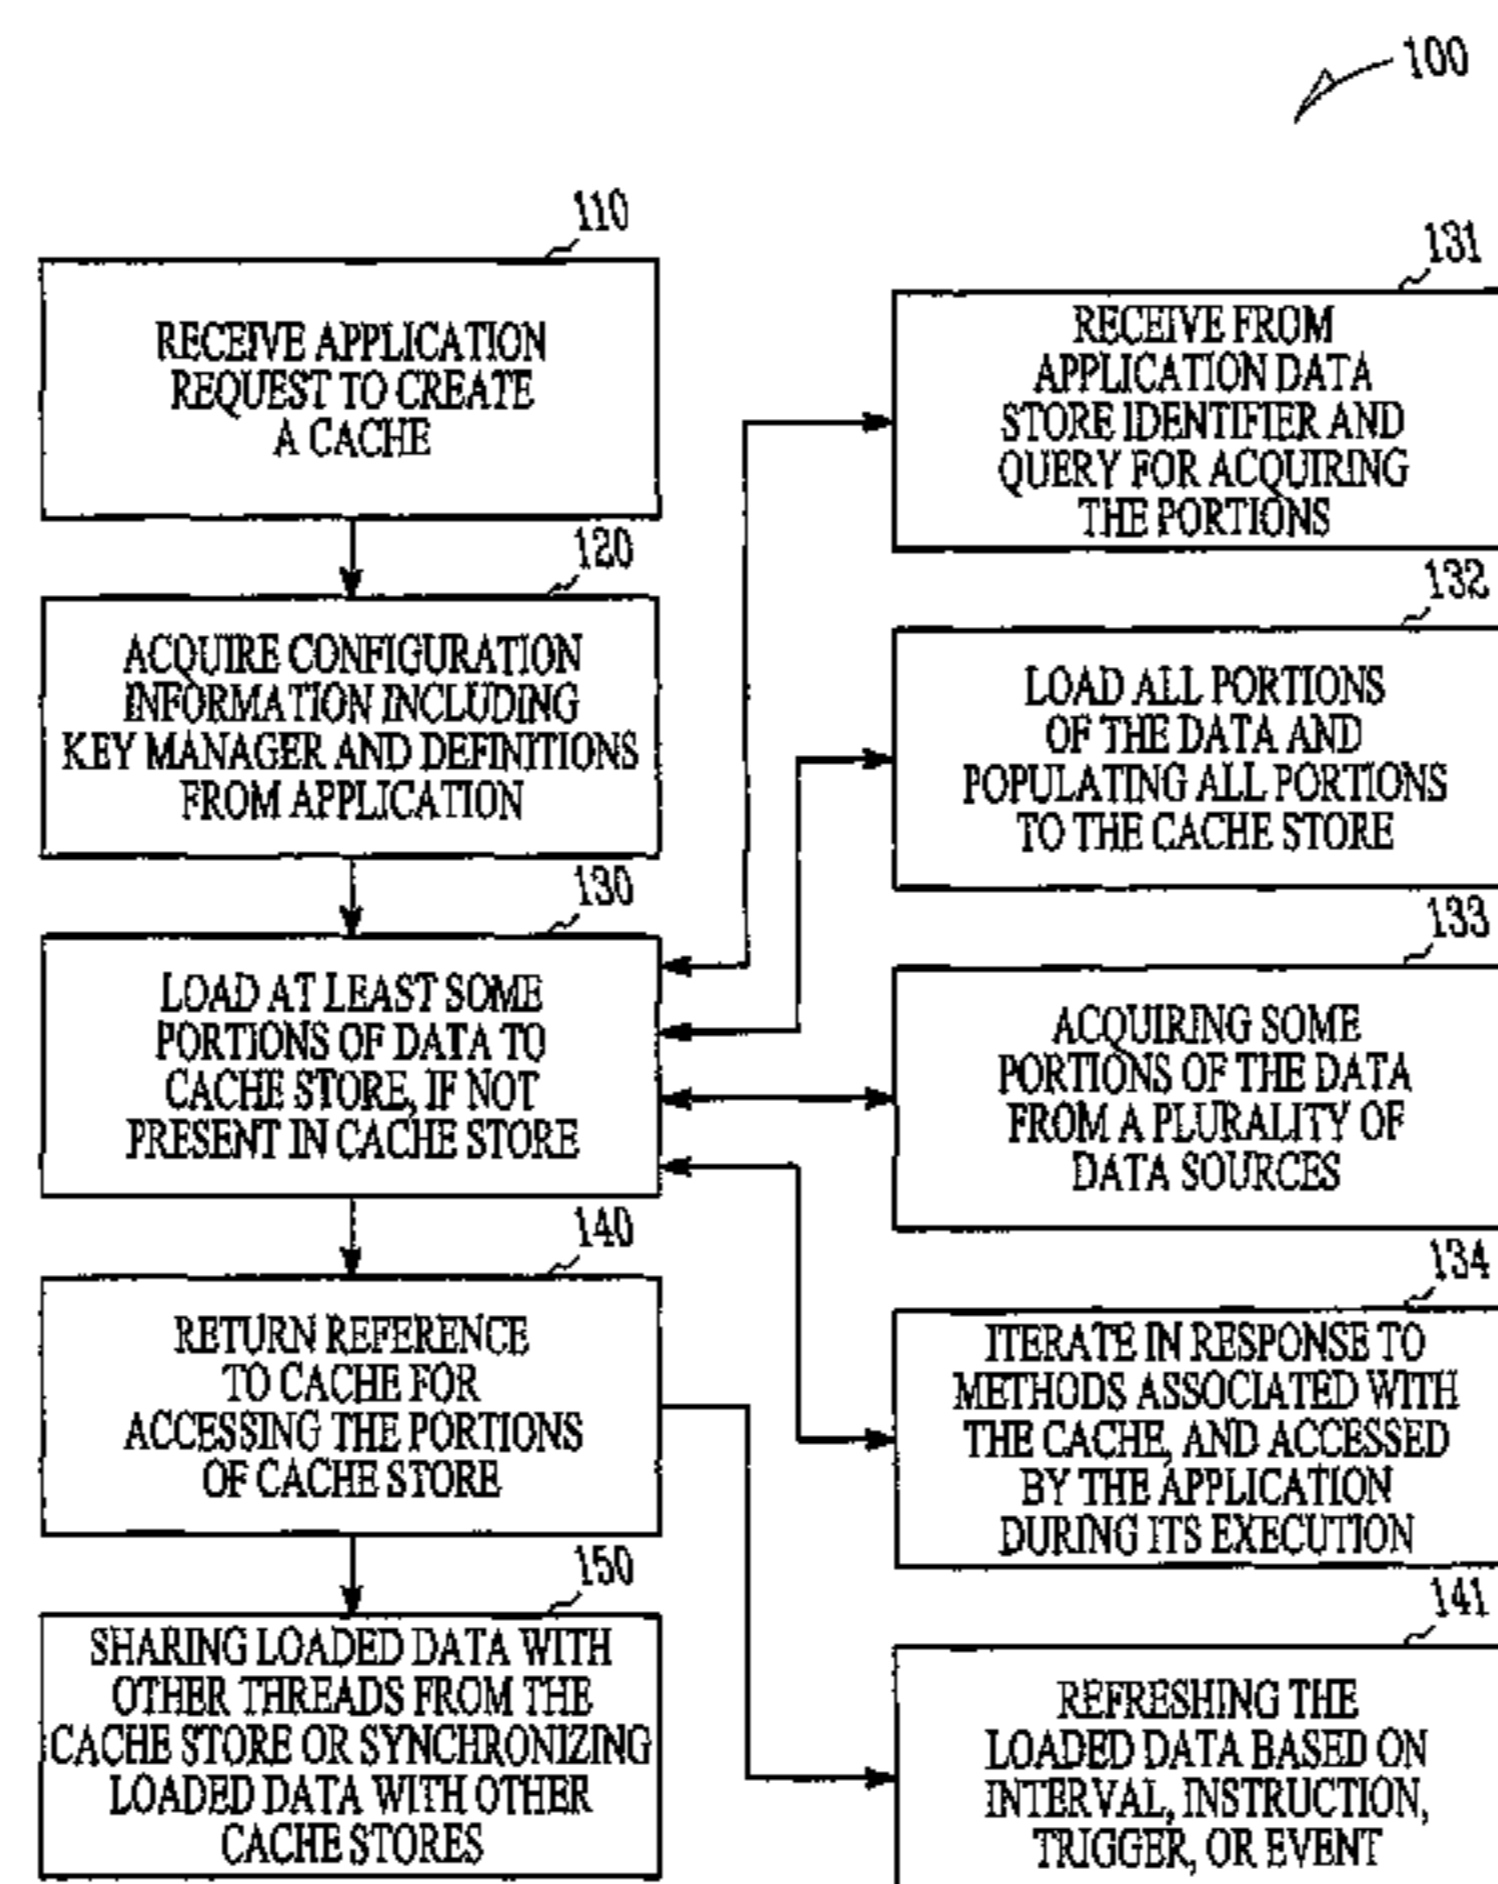 100
110
RECEIVE APPLICATION
REQUEST TO CREATE
A CACHE
120
ACQUIRE CONFIGURATION
INFORMATION INCLUDING
KEY MANAGER AND DEFINITIONS
FROM APPLICATION
130
LOAD AT LEAST SOME
PORTIONS OF DATA TO
CACHE STORE, IF NOT
PRESENT IN CACHE STORE
140
RETURN REFERENCE
TO CACHE FOR
ACCESSING THE PORTIONS
OF CACHE STORE
150
SHARING LOADED DATA WITH
OTHER THREADS FROM THE
CACHE STORE OR SYNCHRONIZING
LOADED DATA WITH OTHER
CACHE STORES
131
RECEIVE FROM
APPLICATION DATA
STORE IDENTIFIER AND
QUERY FOR ACQUIRING
THE PORTIONS
132
LOAD ALL PORTIONS
OF THE DATA AND
POPULATING ALL PORTIONS
TO THE CACHE STORE
133
ACQUIRING SOME
PORTIONS OF THE DATA
FROM A PLURALITY OF
DATA SOURCES
134
ITERATE IN RESPONSE TO
METHODS ASSOCIATED WITH
THE CACHE, AND ACCESSED
BY THE APPLICATION
DURING ITS EXECUTION
141
REFRESHING THE
LOADED DATA BASED ON
INTERVAL, INSTRUCTION,
TRIGGER, OR EVENT